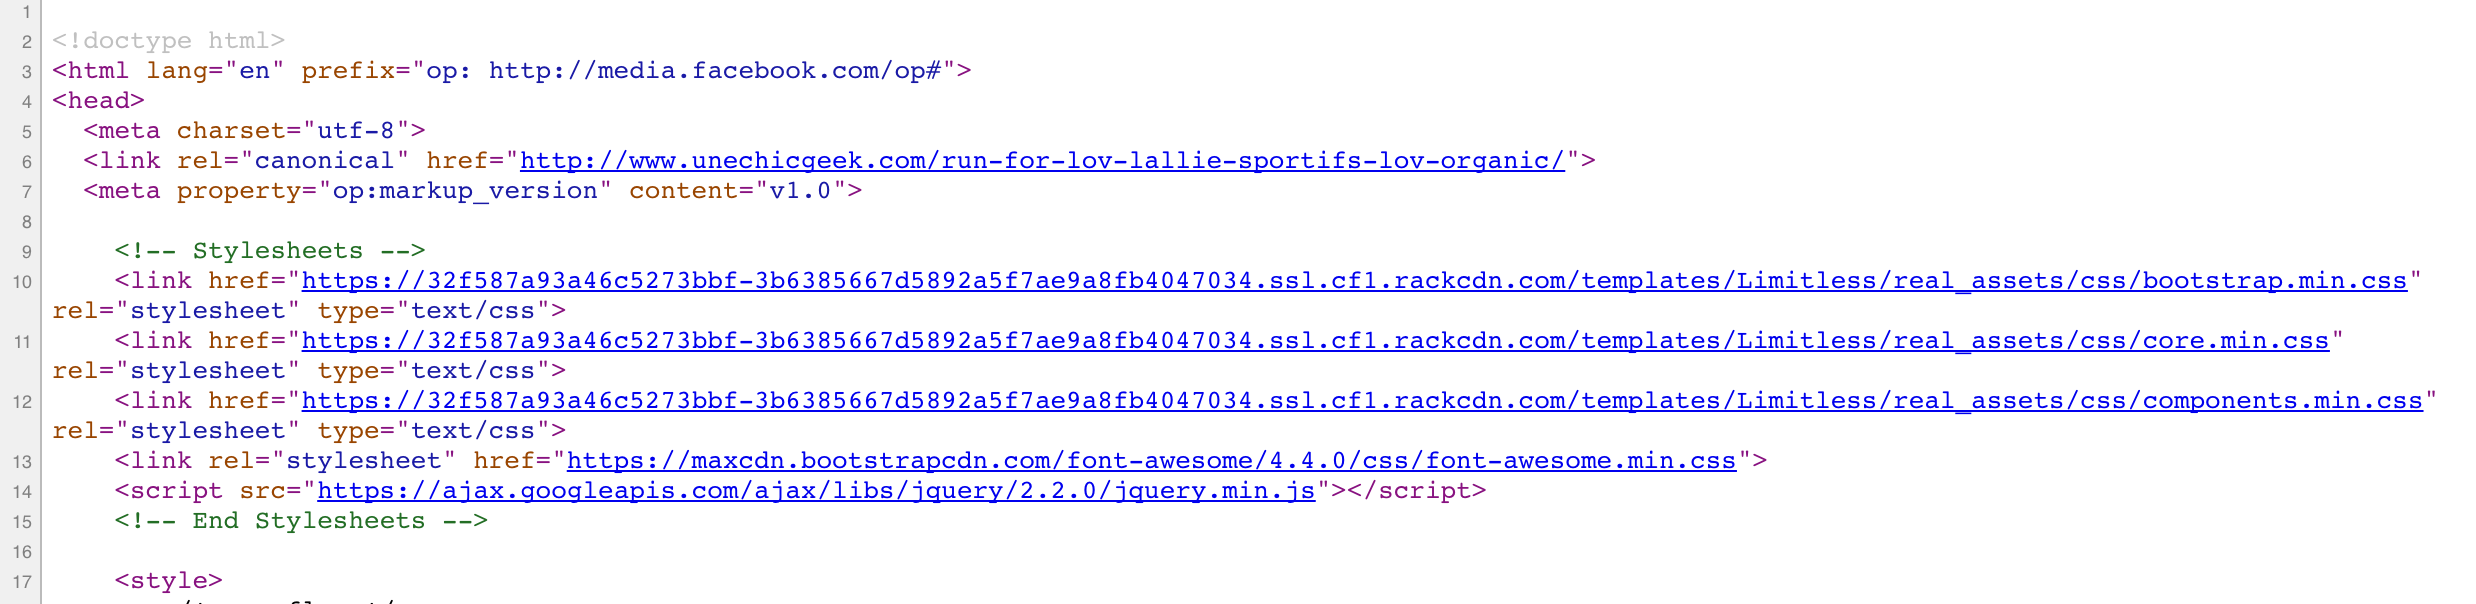 1
2 <!doctype html>
3 <html lang="en" prefix="op: http://media.facebook.com/op#">
4 <head>
5 <meta charset="utf-8">
6 <link rel="canonical" href="http://www.unechicgeek.com/run-for-lov-lallie-sportifs-lov-organic/">
7 <meta property="op:markup_version" content="v1.0">
8
9 <!-- Stylesheets -->
10 <link href="https://32f587a93a46c5273bbf-3b6385667d5892a5f7ae9a8fb4047034.ssl.cf1.rackcdn.com/templates/Limitless/real_assets/css/bootstrap.min.css"
rel="stylesheet" type="text/css">
11 <link href="https://32f587a93a46c5273bbf-3b6385667d5892a5f7ae9a8fb4047034.ssl.cf1.rackcdn.com/templates/Limitless/real_assets/css/core.min.css"
rel="stylesheet" type="text/css">
12 <link href="https://32f587a93a46c5273bbf-3b6385667d5892a5f7ae9a8fb4047034.ssl.cf1.rackcdn.com/templates/Limitless/real_assets/css/components.min.css"
rel="stylesheet" type="text/css">
13 <link rel="stylesheet" href="https://maxcdn.bootstrapcdn.com/font-awesome/4.4.0/css/font-awesome.min.css">
14 <script src="https://ajax.googleapis.com/ajax/libs/jquery/2.2.0/jquery.min.js"></script>
15 <!-- End Stylesheets -->
16
17 <style>